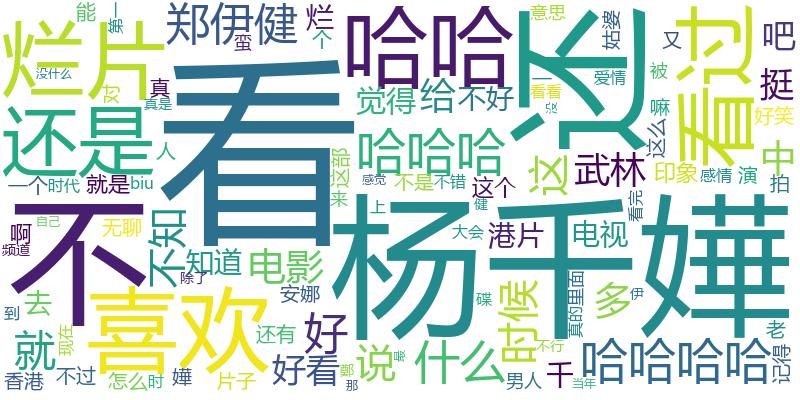 能
第一
郑伊健
烂
哈哈
还
意思
姑婆
看过
烂片
看
蛮
个
又
吧
没什么
对
真
真是
觉得
给
不好
一
爱情
被
挺
看看
没
这么
嘛
好笑
还是
人
哈哈哈
这
武林
印象
中
一个
时代
就是
biu
来
这部
感觉
不是
不错
这个
看完
感情
演
拍
不
自己
无聊
不知
知道
杨千嬅
上
健
大会
港片
电视
啊
频道
喜欢
电影
除了
安娜
碟
时候
真的
里面
伊
多
老
到
去
现在
还有
好
就
好看
说
郑
最
那
什么
不行
哈哈哈哈
记得
香港
不过
怎么
时
嬅
片子
男人
千
当年